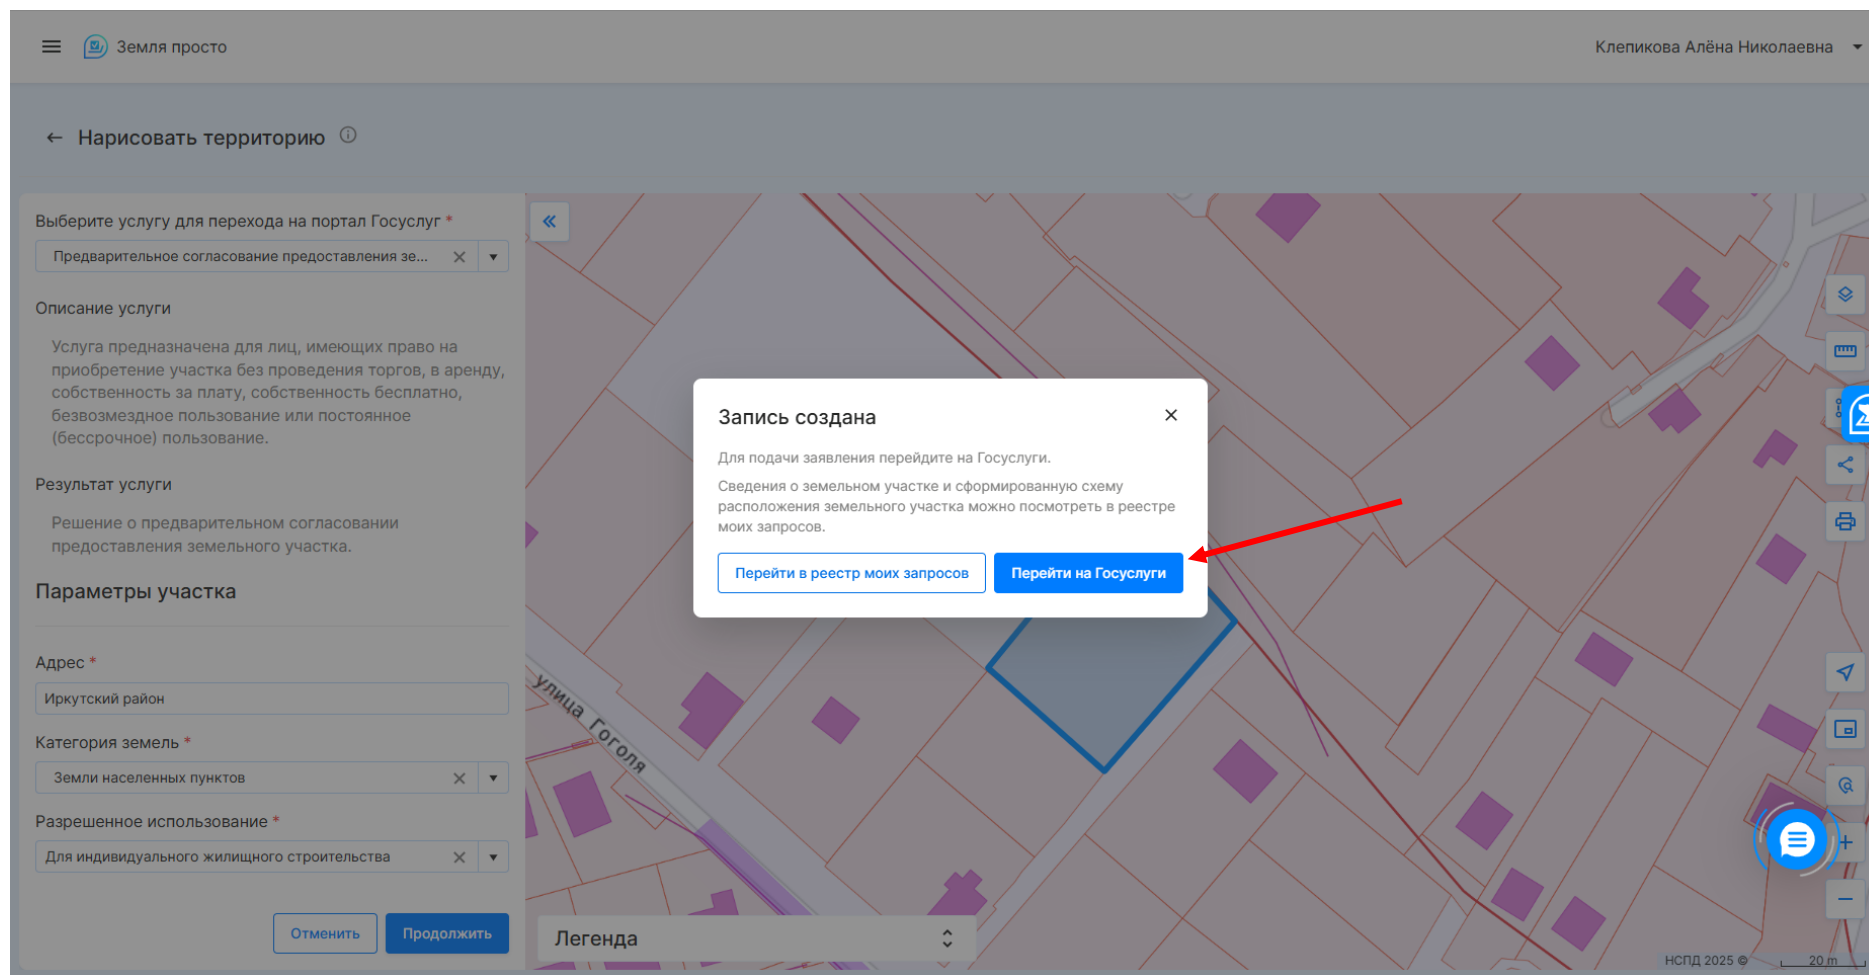 Земля просто
Клепикова Алёна Николаевна
Нарисовать территорию
Выберите услугу для перехода на портал Госуслуг *
Предварительное согласование предоставления зе...
Описание услуги
Услуга предназначена для лиц, имеющих право на
приобретение участка без проведения торгов, в аренду,
собственность за плату, собственность бесплатно,
безвозмездное пользование или постоянное
(бессрочное) пользование.
Результат услуги
Решение о предварительном согласовании
предоставления земельного участка.
Параметры участка
Адрес *
Иркутский район
Категория земель *
Земли населенных пунктов
Разрешенное использование *
Для индивидуального жилищного строительства
Отменить
Продолжить
Запись создана
Для подачи заявления перейдите на Госуслуги.
Сведения о земельном участке и сформированную схему
расположения земельного участка можно посмотреть в реестре
моих запросов.
Перейти в реестр моих запросов
Перейти на Госуслуги
улица Гоголя
Легенда
НСПД 2025 ©
20 m